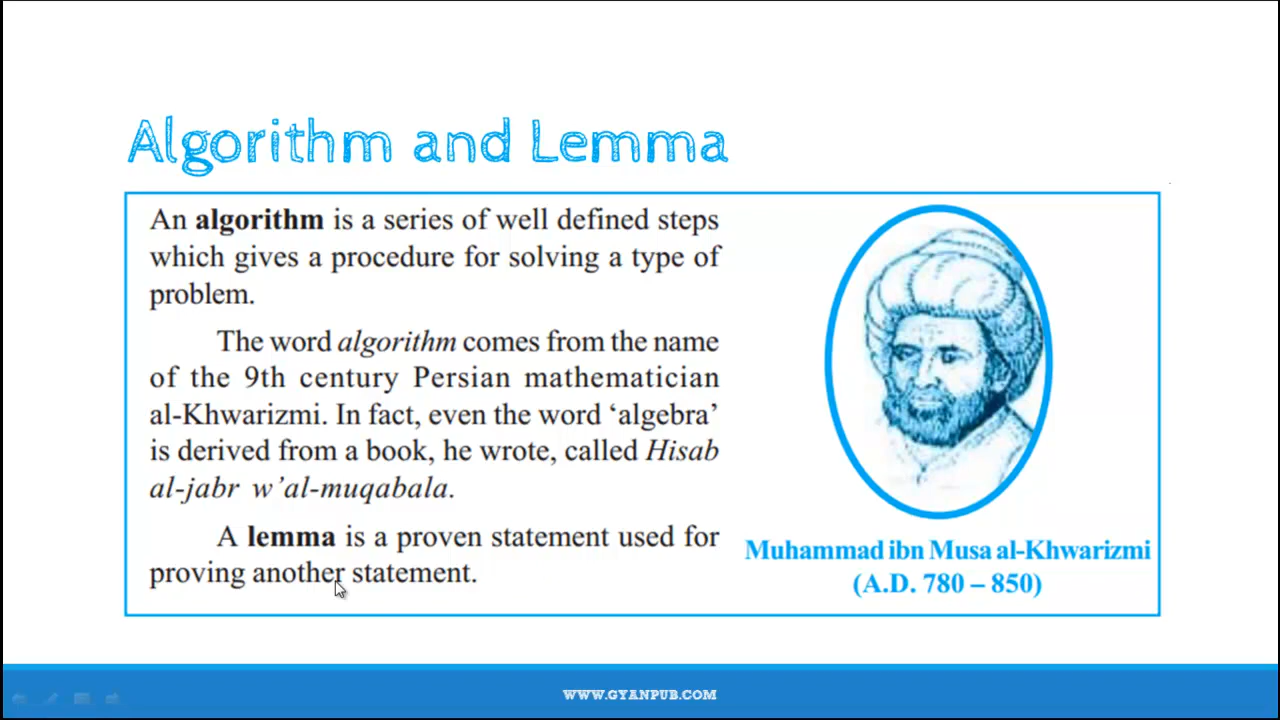 Algorithm and Lemma
An algorithm is a series of well defined steps
which gives a procedure for solving a type of
problem.
The word algorithm comes from the name
of the 9th century Persian mathematician
al-Khwarizmi. In fact, even the word ‘algebra’
is derived from a book, he wrote, called Hisab
al-jabr w’al-muqabala.
A lemma is a proven statement used for
proving another statement.
Muhammad ibn Musa al-Khwarizmi
(A.D. 780 – 850)
WWW.GYANPUB.COM